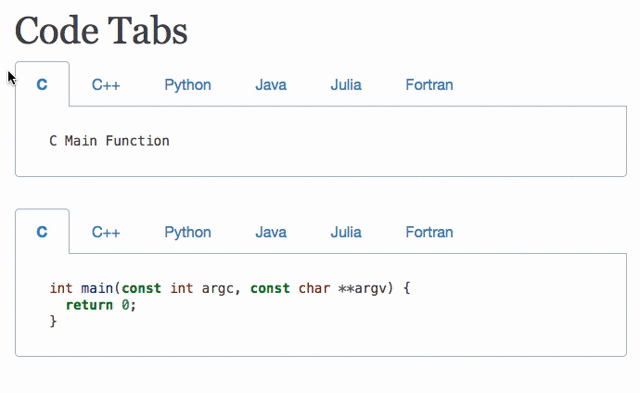 Code Tabs
C C++ Python Java Julia Fortran
C Main Function
C C++ Python Java Julia Fortran
int main(const int argc, const char **argv) {
  return 0;
}